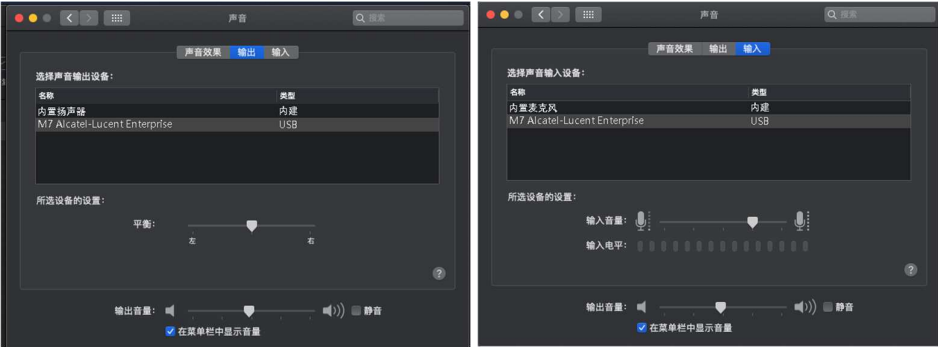 声音
搜索
声音效果 输出 输入
选择声音输出设备：
名称 类型
内置扬声器 内建
M7 Alcatel-Lucent Enterprise USB
所选设备的设置：
平衡：
左 右
?
输出音量： 静音
在菜单栏中显示音量
声音
搜索
声音效果 输出 输入
选择声音输入设备：
名称 类型
内置麦克风 内建
M7 Alcatel-Lucent Enterprise USB
所选设备的设置：
输入音量：
输入电平：
?
输出音量： 静音
在菜单栏中显示音量